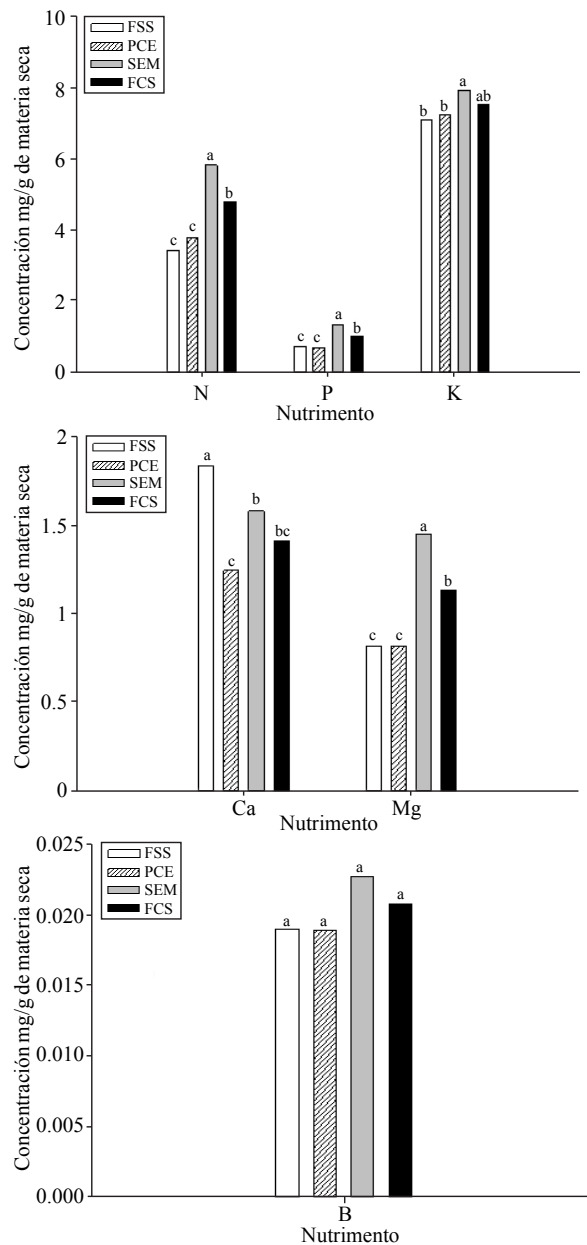 Concentración mg/g de materia seca
10
8
6
4
2
0
FSS
PCE
SEM
FCS
c c a b
c c a b
b b a ab
N P K
Nutrimento
Concentración mg/g de materia seca
2
1.5
1
0.5
0
FSS
PCE
SEM
FCS
a c b bc
c c a b
Ca Mg
Nutrimento
Concentración mg/g de materia seca
0.025
0.020
0.015
0.010
0.005
0.000
FSS
PCE
SEM
FCS
a a a a
B
Nutrimento